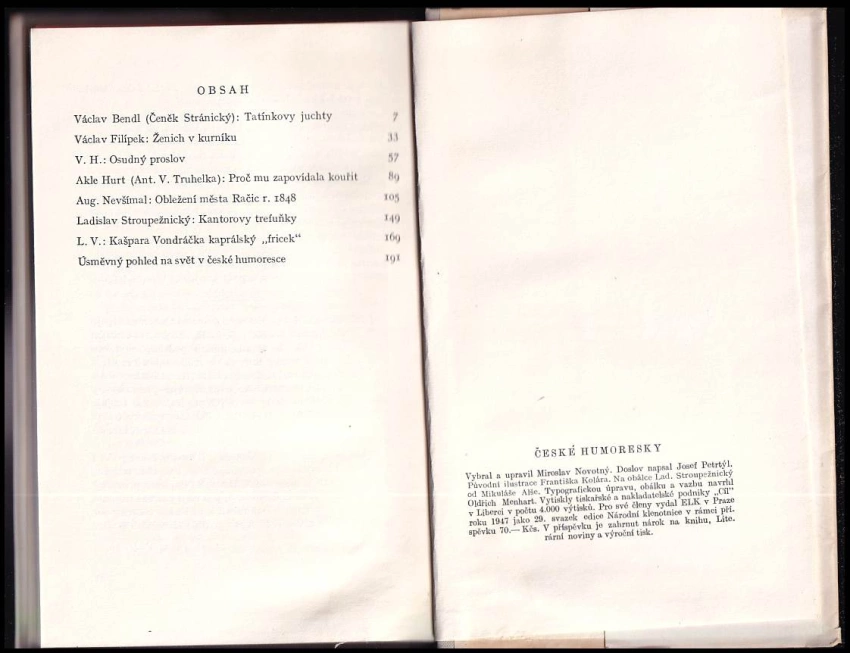 OBSAH
Václav Bendl (Čeněk Stránický): Tatínkovy juchty 7
Václav Filípek: Ženich v kurníku 33
V. H.: Osudný proslov 57
Akle Hurt (Ant. V. Truhelka): Proč mu zapovídala kouřit 89
Aug. Nevšímal: Obležení města Račic r. 1848 105
Ladislav Stroupežnický: Kantorovy trefuňky 149
L. V.: Kašpara Vondráčka kaprálský „fricek“ 169
Úsměvný pohled na svět v české humoresce 191
ČESKÉ HUMORESKY
Vybral a upravil Miroslav Novotný. Doslov napsal Josef Petrtýl.
Původní ilustrace Františka Kolára. Na obálce Lad. Stroupežnický
od Mikuláše Alše. Typografickou úpravu, obálku a vazbu navrhl
Oldřich Menhart. Vytiskly tiskařské a nakladatelské podniky „Cíl“
v Liberci v počtu 4.000 výtisků. Pro své členy vydal ELK v Praze
roku 1947 jako 29. svazek edice Národní klenotnice v rámci pří-
spěvku 70.— Kčs. V příspěvku je zahrnut nárok na knihu, Lite-
rární noviny a výroční tisk.